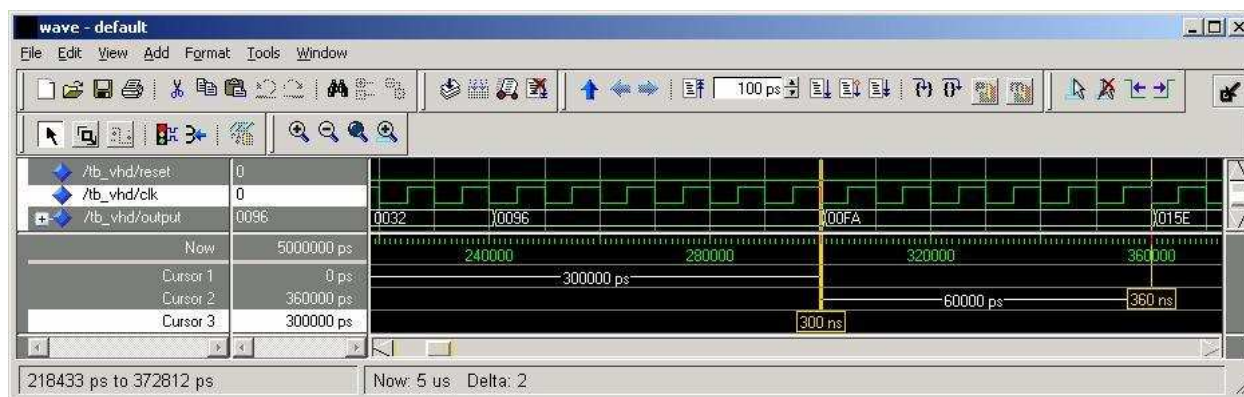 wave - default
File Edit View Add Format Tools Window
100 ps
/tb_vhd/reset 0
/tb_vhd/clk 0
/tb_vhd/output 0096 0032 0096 00FA 015E
Now 5000000 ps 240000 280000 320000 360000
Cursor 1 0 ps 300000 ps
Cursor 2 360000 ps 60000 ps 360 ns
Cursor 3 300000 ps 300 ns
218433 ps to 372812 ps Now: 5 us Delta: 2